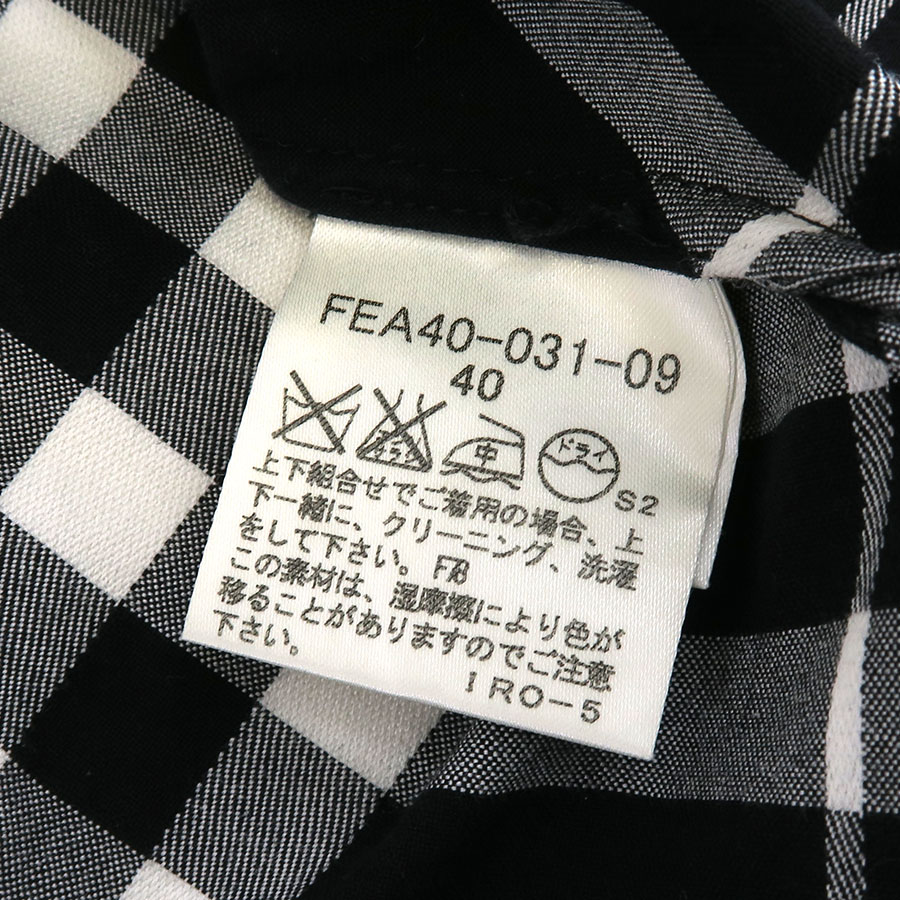 FEA40-031-09
40
中 ドライ S2
上下組合せでご着用の場合、上
下一緒に、クリーニング、洗濯
をして下さい。F8
この素材は、湿摩擦により色が
移ることがありますのでご注意
下さい。
IRO-5